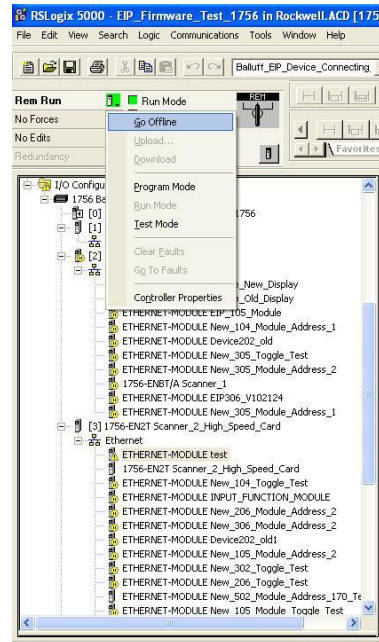 RSLogix 5000 - EIP_Firmware_Test_1756 in Rockwell.ACD [175
File Edit View Search Logic Communications Tools Window Help
Balluff_EIP_Device_Connecting
Rem Run
Run Mode
REM
No Forces
Go Offline
No Edits
Upload...
Favorites
Redundancy
Download
I/O Configu
Program Mode
1756 Ba
Run Mode
[0]
1756
Test Mode
[1]
Clear Faults
[2]
Go To Faults
_New_Display
Controller Properties
_Old_Display
ETHERNET-MODULE EIP_105_Module
ETHERNET-MODULE New_104_Module_Address_1
ETHERNET-MODULE Device202_old
ETHERNET-MODULE New_305_Toggle_Test
ETHERNET-MODULE New_305_Module_Address_2
1756-ENBT/A Scanner_1
ETHERNET-MODULE EIP306_V102124
ETHERNET-MODULE New_305_Module_Address_1
[3] 1756-EN2T Scanner_2_High_Speed_Card
Ethernet
ETHERNET-MODULE test
1756-EN2T Scanner_2_High_Speed_Card
ETHERNET-MODULE New_104_Toggle_Test
ETHERNET-MODULE INPUT_FUNCTION_MODULE
ETHERNET-MODULE New_206_Module_Address_2
ETHERNET-MODULE New_306_Module_Address_2
ETHERNET-MODULE Device202_old1
ETHERNET-MODULE New_105_Module_Address_2
ETHERNET-MODULE New_302_Toggle_Test
ETHERNET-MODULE New_206_Toggle_Test
ETHERNET-MODULE New_502_Module_Address_170_Te
ETHERNET-MODULE New_105_Module_Toggle_Test